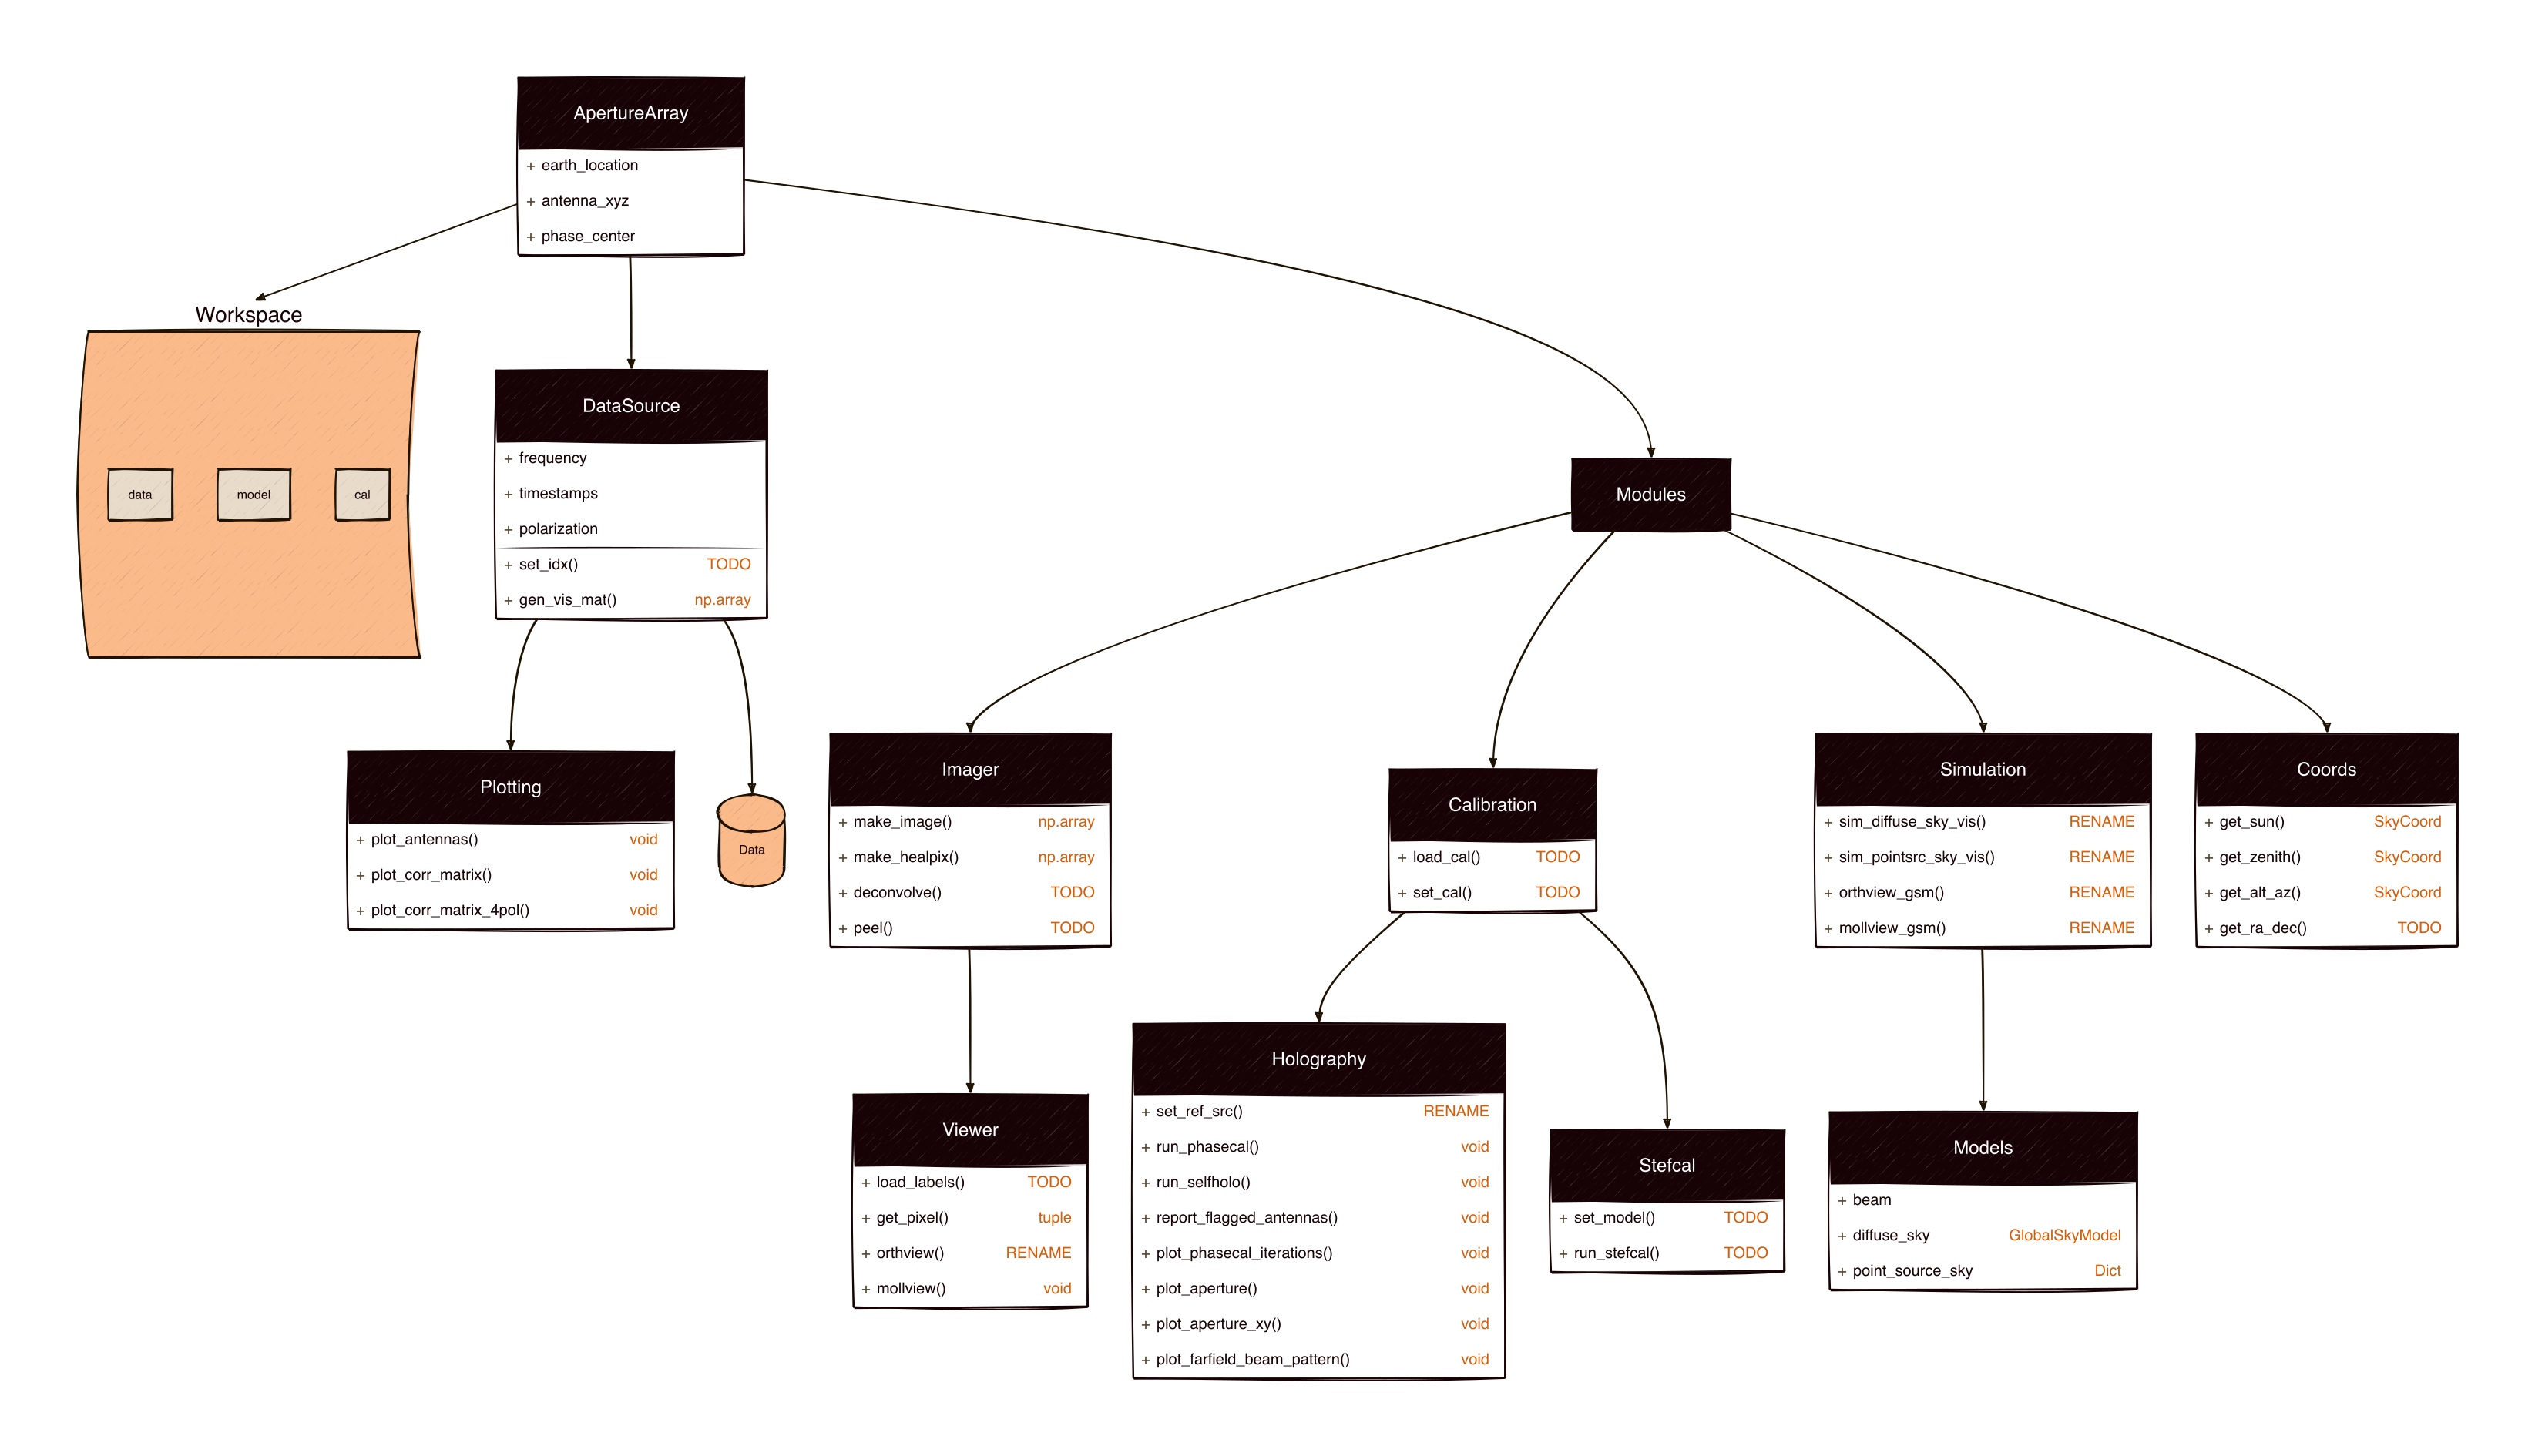 ApertureArray
+ earth_location
+ antenna_xyz
+ phase_center
Workspace
data
model
cal
DataSource
+ frequency
+ timestamps
+ polarization
+ set_idx() TODO
+ gen_vis_mat() np.array
Modules
Plotting
+ plot_antennas() void
+ plot_corr_matrix() void
+ plot_corr_matrix_4pol() void
Data
Imager
+ make_image() np.array
+ make_healpix() np.array
+ deconvolve() TODO
+ peel() TODO
Calibration
+ load_cal() TODO
+ set_cal() TODO
Simulation
+ sim_diffuse_sky_vis() RENAME
+ sim_pointsrc_sky_vis() RENAME
+ orthview_gsm() RENAME
+ mollview_gsm() RENAME
Coords
+ get_sun() SkyCoord
+ get_zenith() SkyCoord
+ get_alt_az() SkyCoord
+ get_ra_dec() TODO
Viewer
+ load_labels() TODO
+ get_pixel() tuple
+ orthview() RENAME
+ mollview() void
Holography
+ set_ref_src() RENAME
+ run_phasecal() void
+ run_selfholo() void
+ report_flagged_antennas() void
+ plot_phasecal_iterations() void
+ plot_aperture() void
+ plot_aperture_xy() void
+ plot_farfield_beam_pattern() void
Stefcal
+ set_model() TODO
+ run_stefcal() TODO
Models
+ beam
+ diffuse_sky GlobalSkyModel
+ point_source_sky Dict